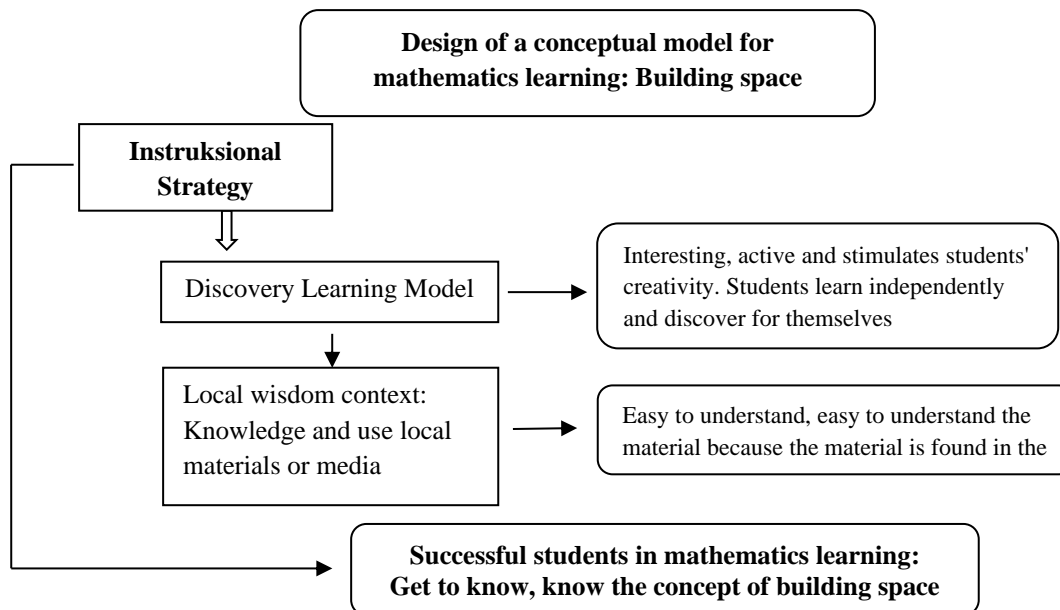 Design of a conceptual model for
mathematics learning: Building space
Instruksional
Strategy
Discovery Learning Model
Interesting, active and stimulates students'
creativity. Students learn independently
and discover for themselves
Local wisdom context:
Knowledge and use local
materials or media
Easy to understand, easy to understand the
material because the material is found in the
Successful students in mathematics learning:
Get to know, know the concept of building space